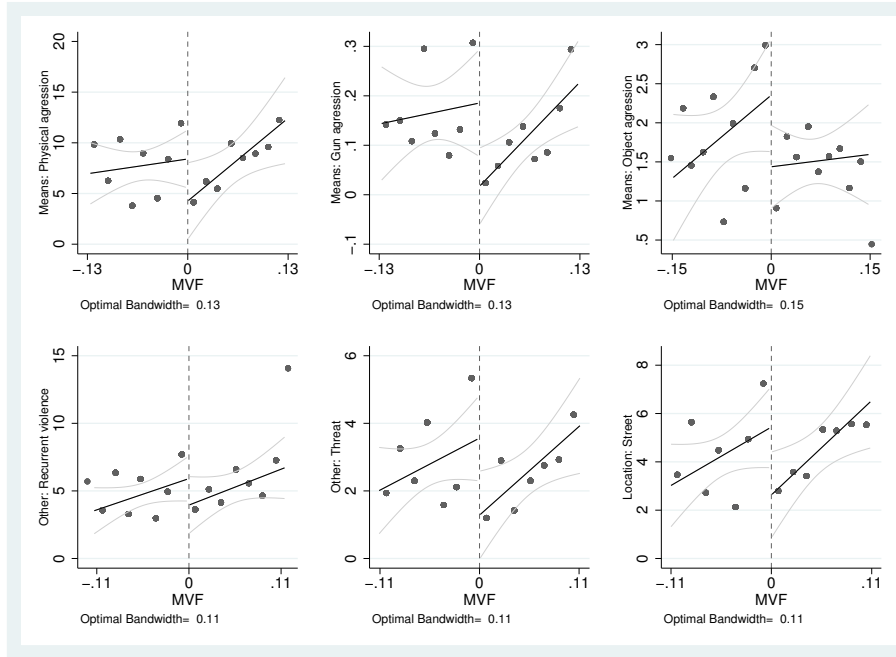 Means: Physical agression
20
15
10
5
0
-.13
0
.13
MVF
Optimal Bandwidth= 0.13
Means: Gun agression
.3
.2
.1
0
-.1
-.13
0
.13
MVF
Optimal Bandwidth= 0.13
Means: Object agression
3
2.5
2
1.5
1
.5
-.15
0
.15
MVF
Optimal Bandwidth= 0.15
Other: Recurrent violence
15
10
5
0
-.11
0
.11
MVF
Optimal Bandwidth= 0.11
Other: Threat
6
4
2
0
-.11
0
.11
MVF
Optimal Bandwidth= 0.11
Location: Street
8
6
4
2
0
-.11
0
.11
MVF
Optimal Bandwidth= 0.11